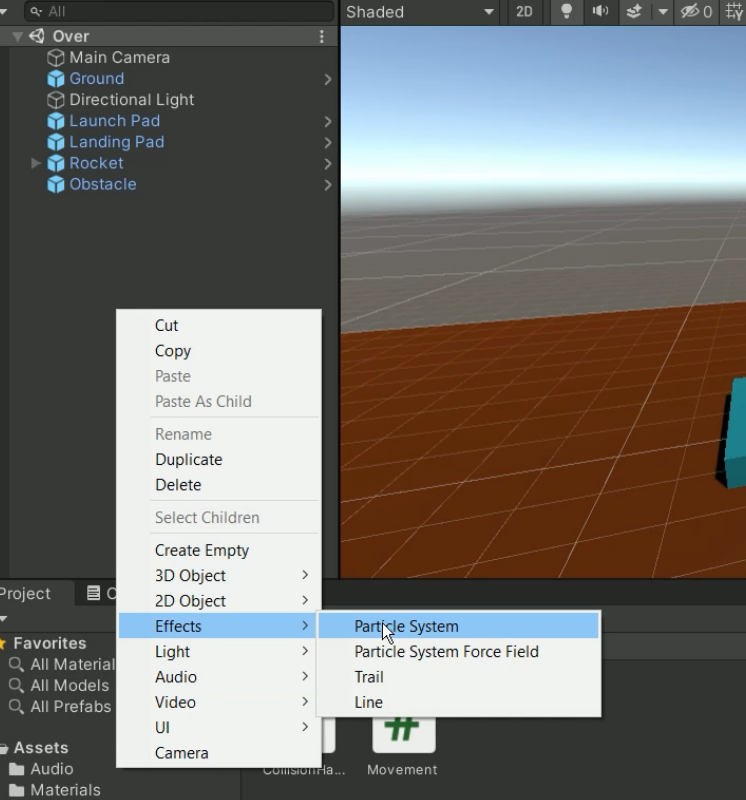 All
Shaded
2D
0
Over
Main Camera
Ground
Directional Light
Launch Pad
Landing Pad
Rocket
Obstacle
Cut
Copy
Paste
Paste As Child
Rename
Duplicate
Delete
Select Children
Create Empty
3D Object
2D Object
Effects
Light
Audio
Video
UI
Camera
Particle System
Particle System Force Field
Trail
Line
Project
C
Favorites
All Material
All Models
All Prefabs
Assets
Audio
Materials
CollisionHa...
Movement